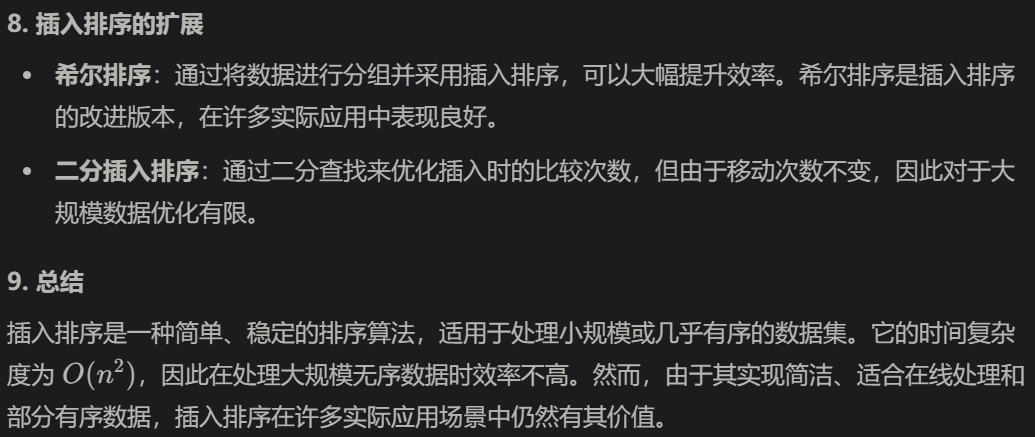 8. 插入排序的扩展
• 希尔排序：通过将数据进行分组并采用插入排序，可以大幅提升效率。希尔排序是插入排序
的改进版本，在许多实际应用中表现良好。
• 二分插入排序：通过二分查找来优化插入时的比较次数，但由于移动次数不变，因此对于大
规模数据优化有限。
9. 总结
插入排序是一种简单、稳定的排序算法，适用于处理小规模或几乎有序的数据集。它的时间复杂
度为 O(n²)，因此在处理大规模无序数据时效率不高。然而，由于其实现简洁、适合在线处理和
部分有序数据，插入排序在许多实际应用场景中仍然有其价值。